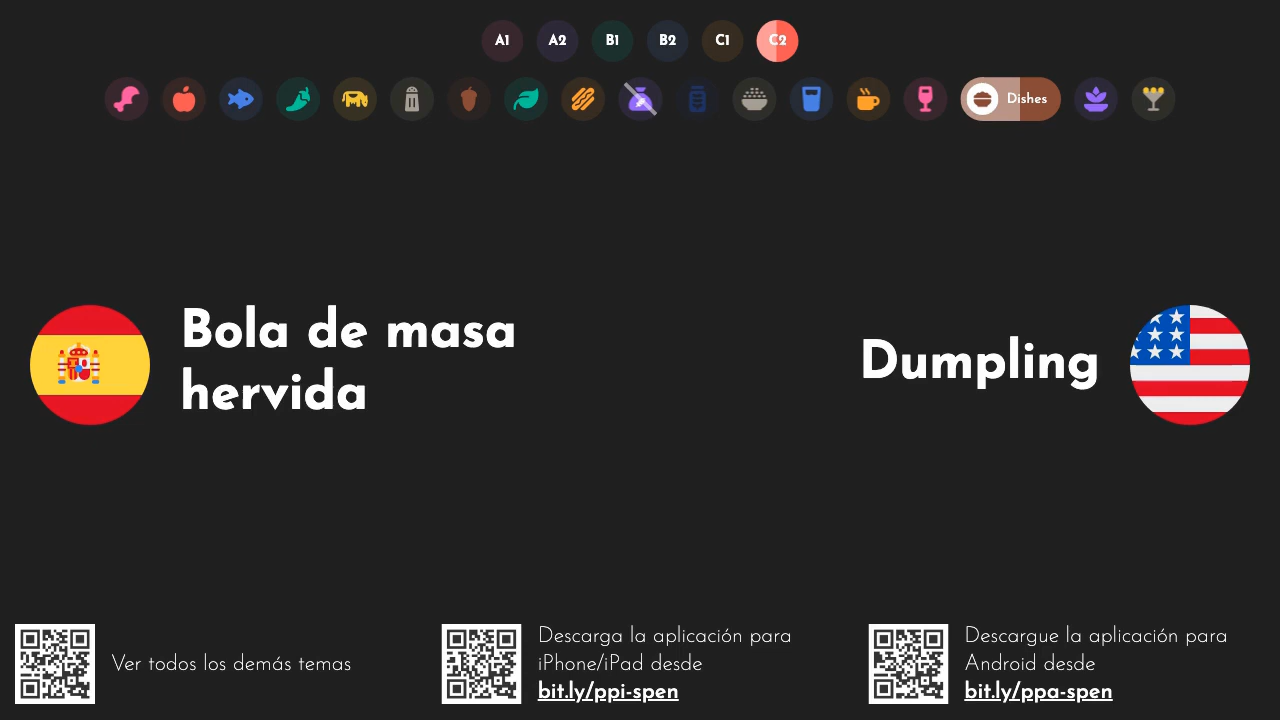 A1 A2 B1 B2 C1 C2
Dishes
Bola de masa
hervida
Dumpling
Ver todos los demás temas
Descarga la aplicación para
iPhone/iPad desde
bit.ly/ppi-spen
Descargue la aplicación para
Android desde
bit.ly/ppa-spen